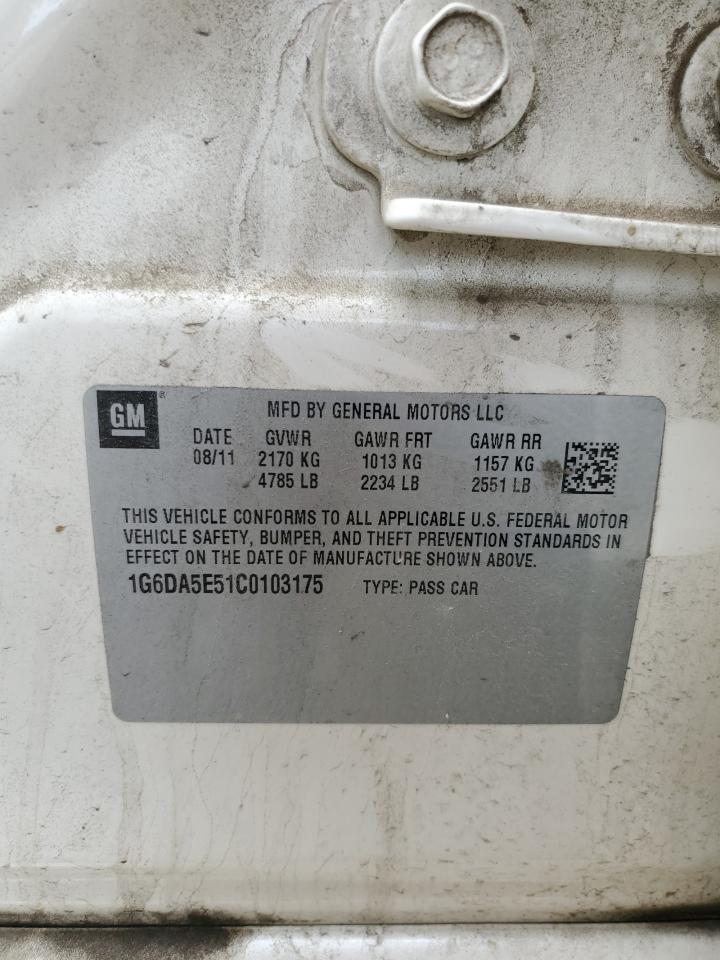 GM® MFD BY GENERAL MOTORS LLC
DATE GVWR GAWR FRT GAWR RR
08/11 2170 KG 1013 KG 1157 KG
4785 LB 2234 LB 2551 LB
THIS VEHICLE CONFORMS TO ALL APPLICABLE U.S. FEDERAL MOTOR
VEHICLE SAFETY, BUMPER, AND THEFT PREVENTION STANDARDS IN
EFFECT ON THE DATE OF MANUFACTURE SHOWN ABOVE.
1G6DA5E51C0103175 TYPE: PASS CAR